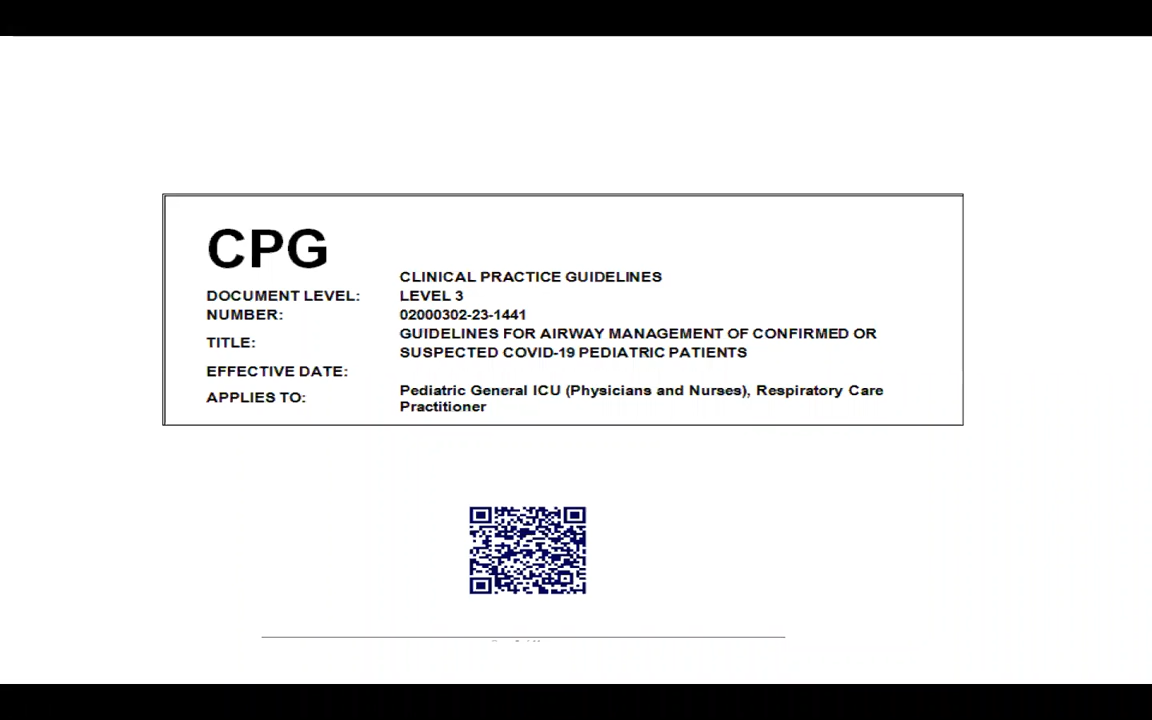 CPG
CLINICAL PRACTICE GUIDELINES
DOCUMENT LEVEL: LEVEL 3
NUMBER: 02000302-23-1441
TITLE: GUIDELINES FOR AIRWAY MANAGEMENT OF CONFIRMED OR
SUSPECTED COVID-19 PEDIATRIC PATIENTS
EFFECTIVE DATE:
APPLIES TO: Pediatric General ICU (Physicians and Nurses), Respiratory Care
Practitioner